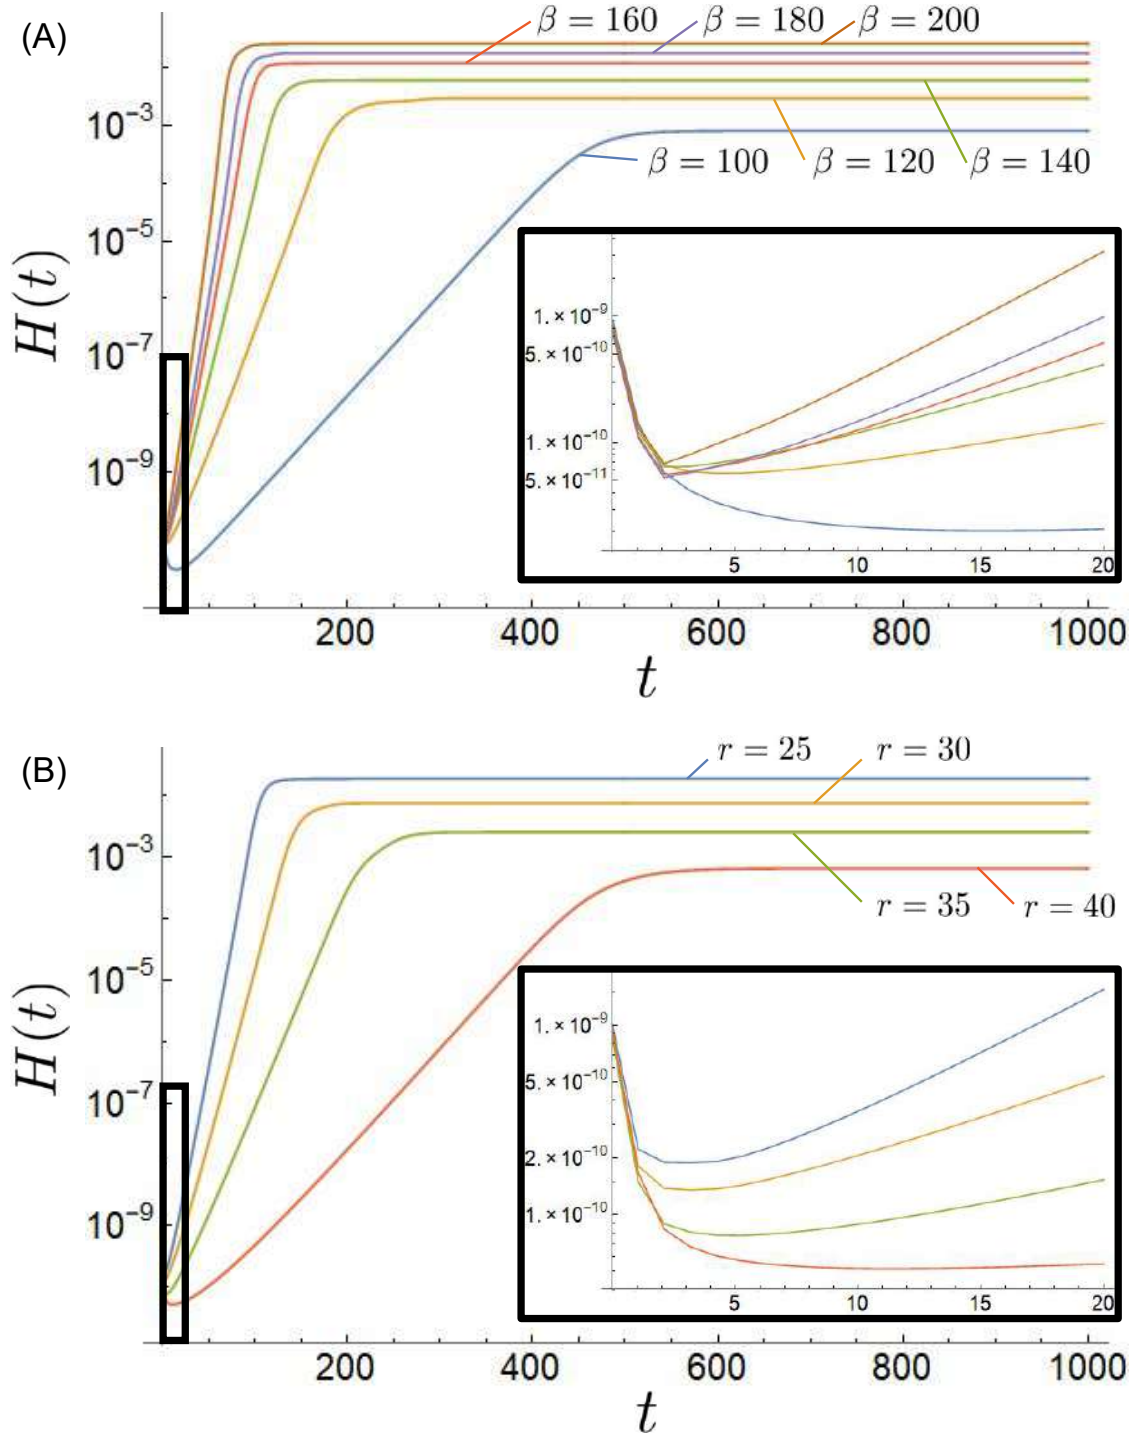 (A)
β = 160
β = 180
β = 200
10⁻³
β = 100
β = 120
β = 140
10⁻⁵
10⁻⁷
10⁻⁹
H(t)
1. × 10⁻⁹
5. × 10⁻¹⁰
1. × 10⁻¹⁰
5. × 10⁻¹¹
5 10 15 20
200 400 600 800 1000
t
(B)
r = 25
r = 30
10⁻³
r = 35
r = 40
10⁻⁵
10⁻⁷
10⁻⁹
H(t)
1. × 10⁻⁹
5. × 10⁻¹⁰
2. × 10⁻¹⁰
1. × 10⁻¹⁰
5 10 15 20
200 400 600 800 1000
t